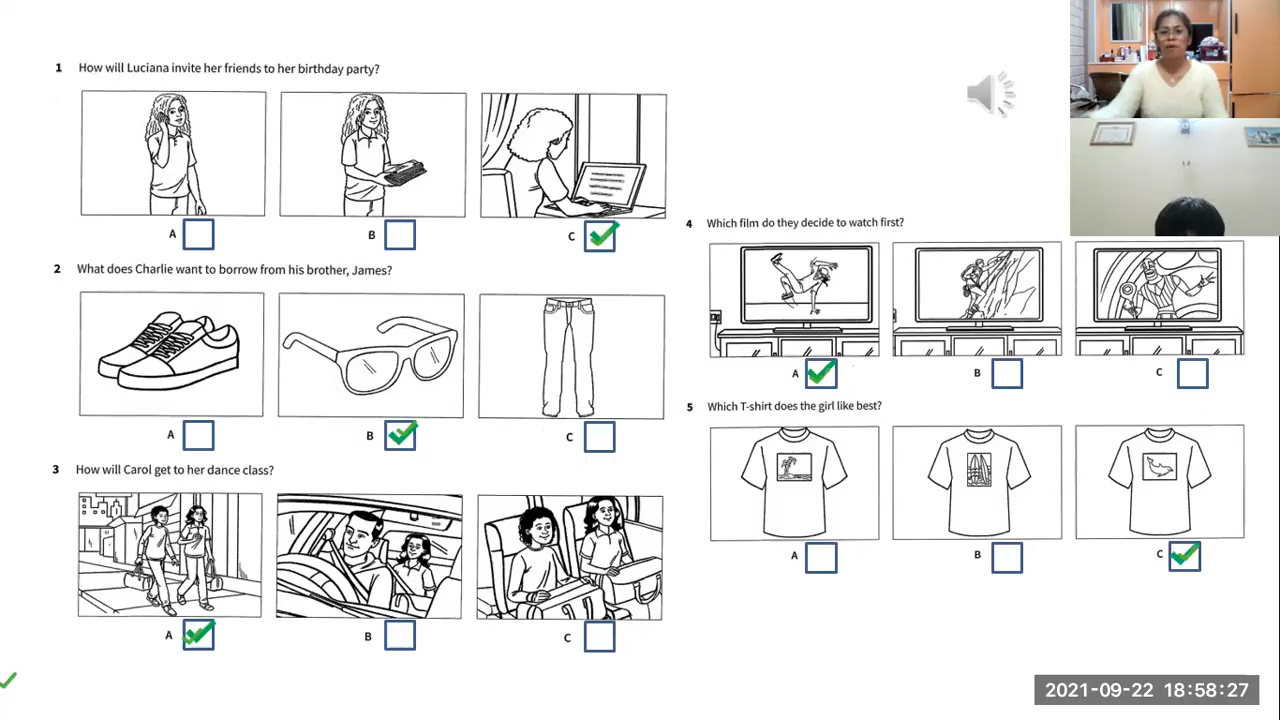 1 How will Luciana invite her friends to her birthday party?
A
B
C
2 What does Charlie want to borrow from his brother, James?
A
B
C
3 How will Carol get to her dance class?
A
B
C
4 Which film do they decide to watch first?
A
B
C
5 Which T-shirt does the girl like best?
A
B
C
2021-09-22 18:58:27